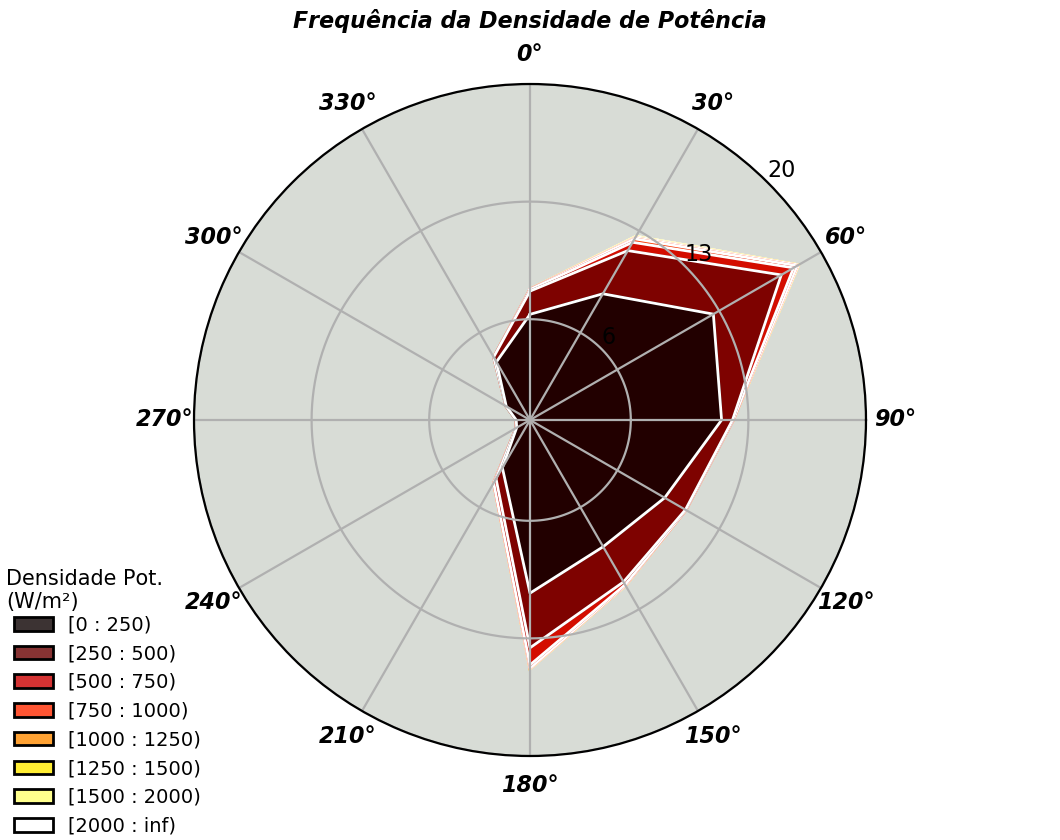 Frequência da Densidade de Potência
0°
330°
30°
20
300°
60°
13
6
270°
90°
240°
120°
210°
150°
180°
Densidade Pot.
(W/m²)
[0 : 250)
[250 : 500)
[500 : 750)
[750 : 1000)
[1000 : 1250)
[1250 : 1500)
[1500 : 2000)
[2000 : inf)